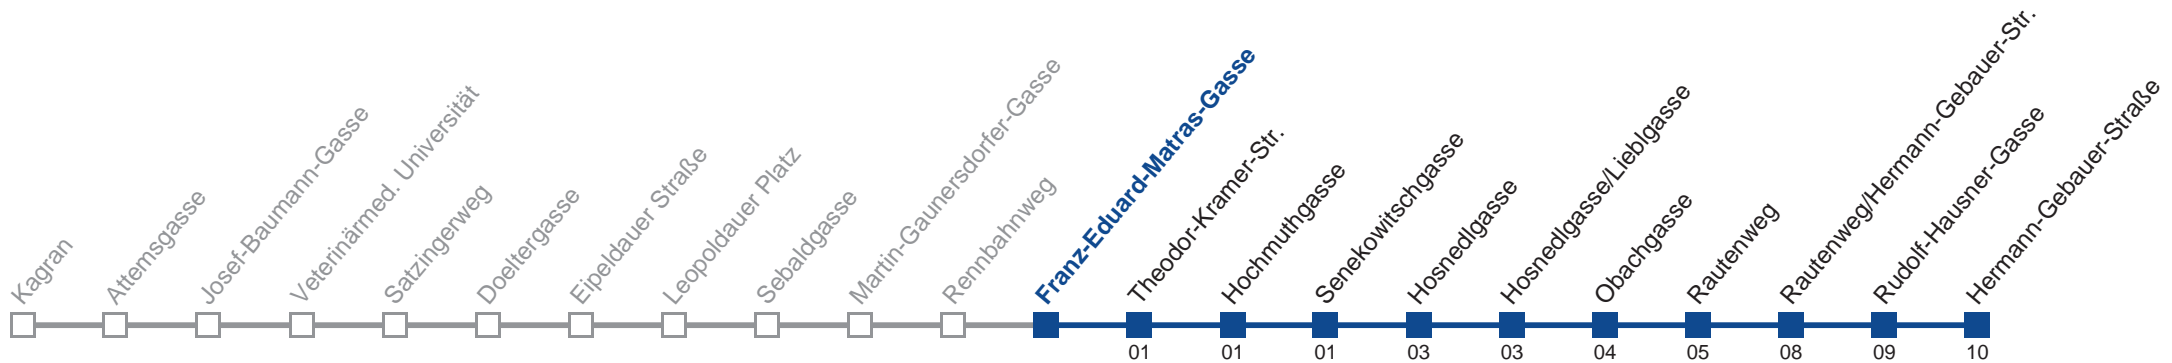 Kagran
Attemsgasse
Josef-Baumann-Gasse
Veterinärmed. Universität
Satzingerweg
Doeltergasse
Eipeldauer Straße
Leopoldauer Platz
Sebaldgasse
Martin-Gaunersdorfer-Gasse
Rennbahnweg
Franz-Eduard-Matras-Gasse
Theodor-Kramer-Str.
Hochmuthgasse
Senekowitschgasse
Hosnedlgasse
Hosnedlgasse/Lieblgasse
Obachgasse
Rautenweg
Rautenweg/Hermann-Gebauer-Str.
Rudolf-Hausner-Gasse
Hermann-Gebauer-Straße
01 01 01 03 03 04 05 08 09 10